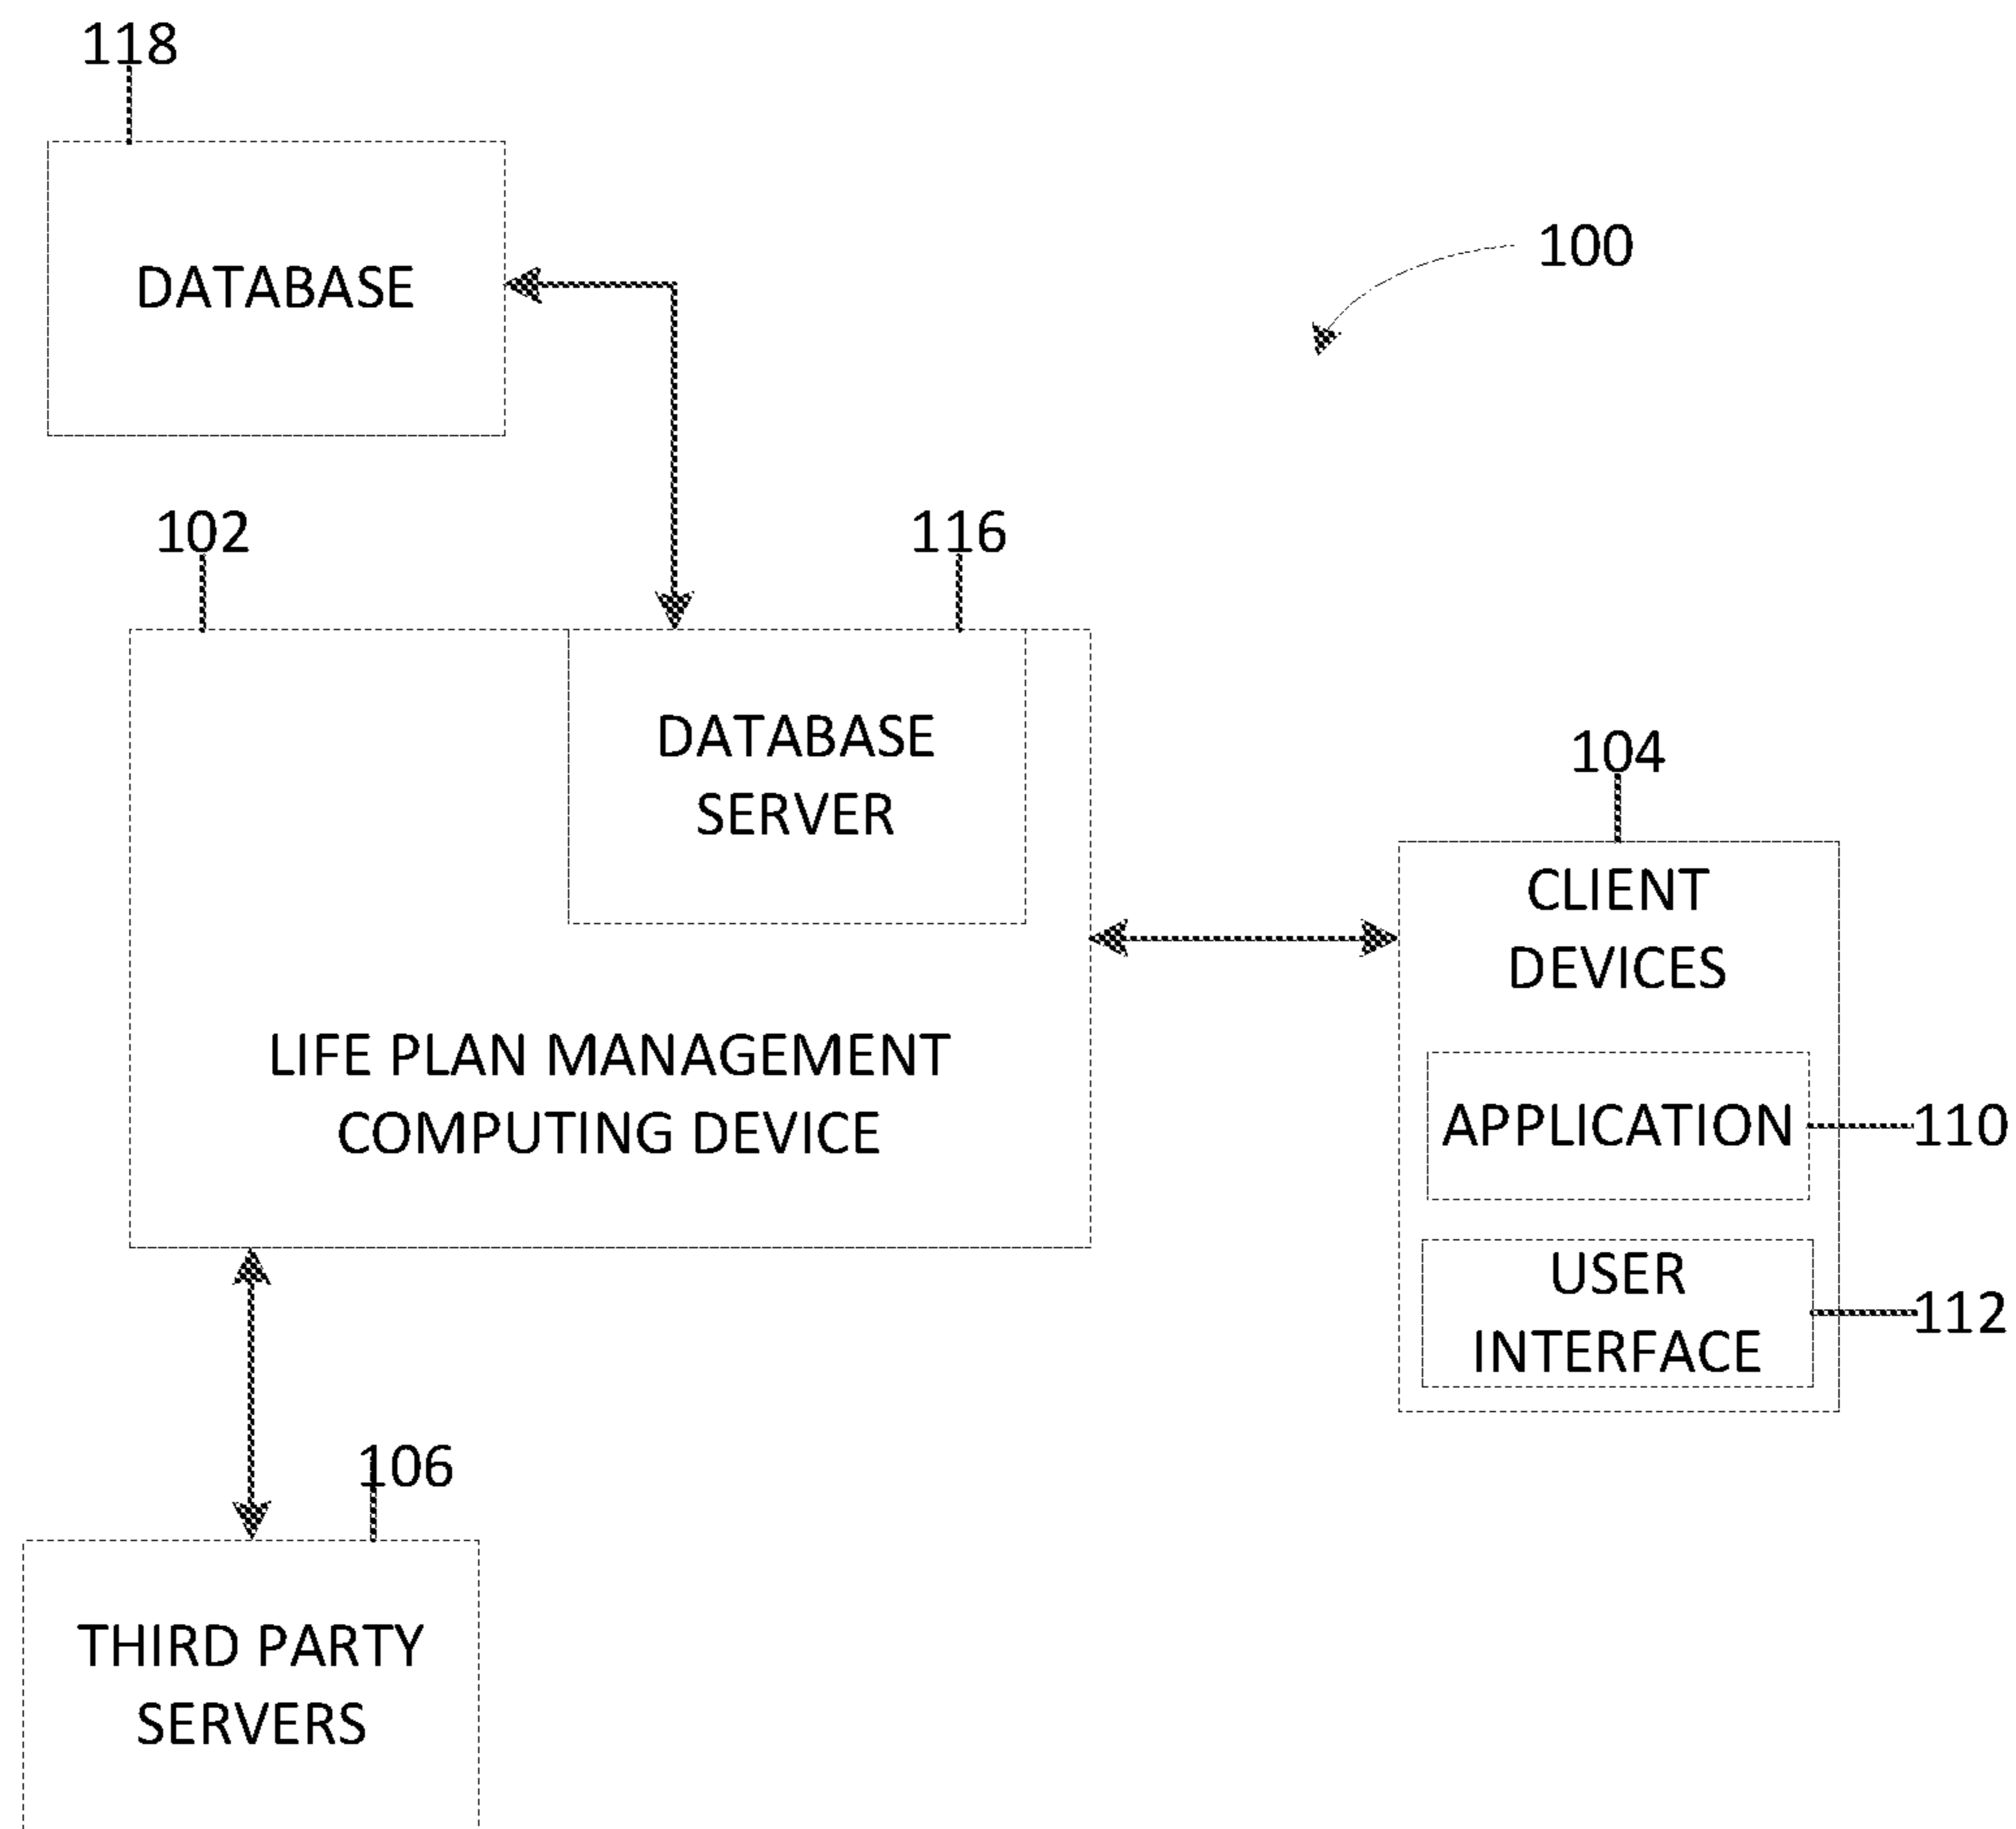 118
DATABASE
100
102
116
DATABASE
SERVER
104
CLIENT
DEVICES
LIFE PLAN MANAGEMENT
COMPUTING DEVICE
APPLICATION
110
USER
INTERFACE
112
106
THIRD PARTY
SERVERS